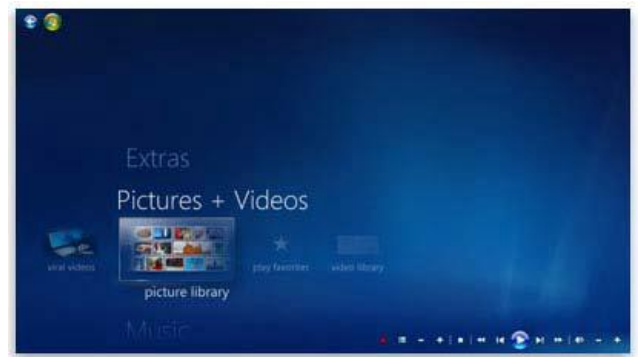 Extras
Pictures + Videos
viral videos
play favorites
video library
picture library
Music